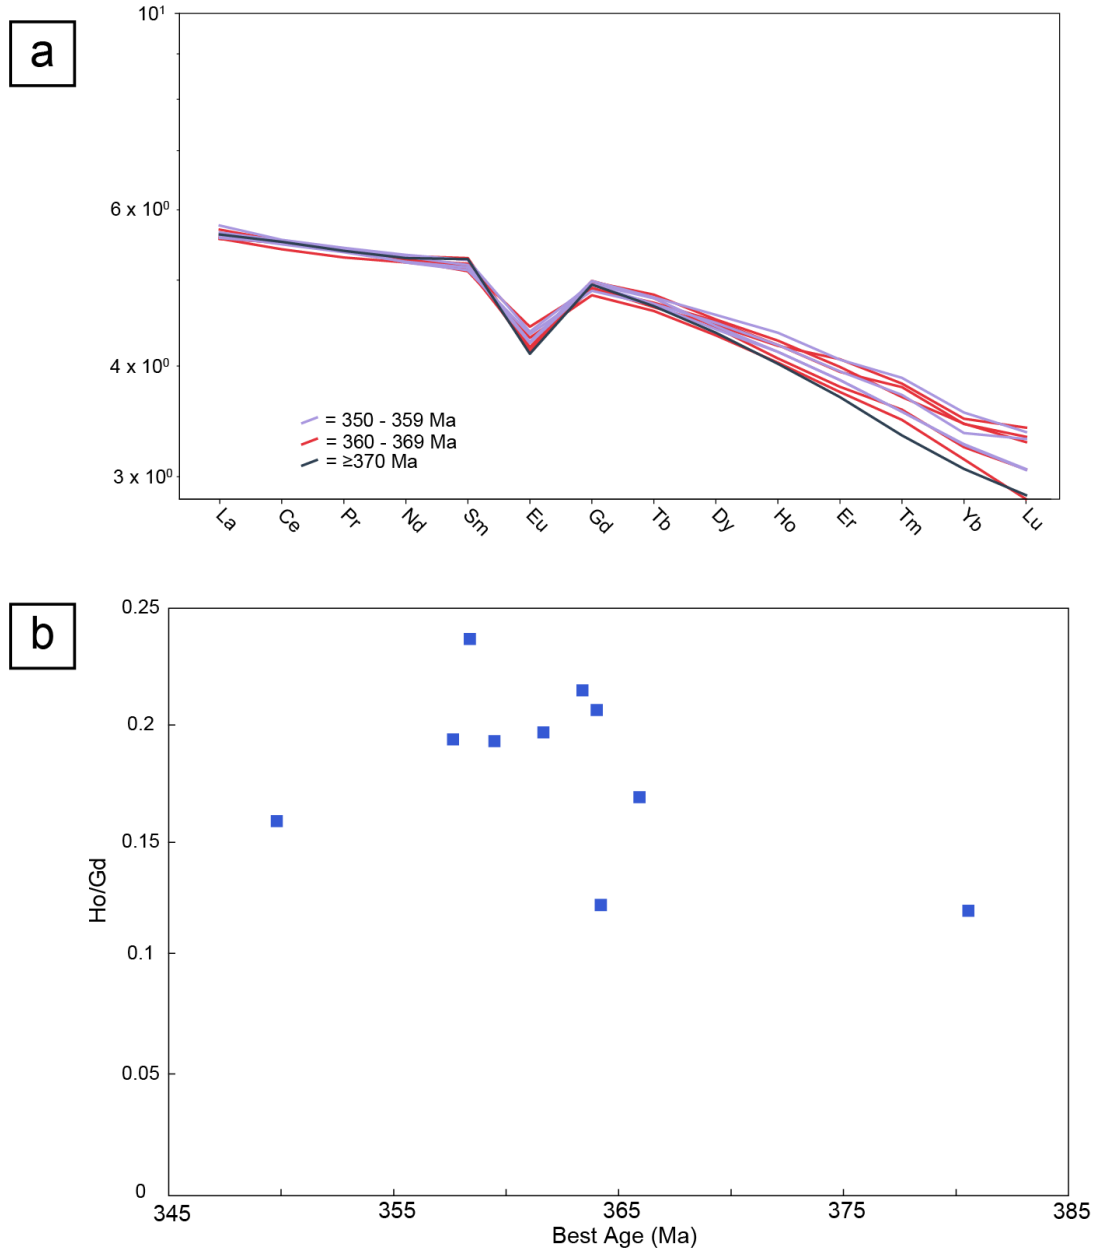 a
10¹
6 x 10⁰
4 x 10⁰
3 x 10⁰
= 350 - 359 Ma
= 360 - 369 Ma
= ≥370 Ma
La Ce Pr Nd Sm Eu Gd Tb Dy Ho Er Tm Yb Lu
b
0.25
0.2
0.15
0.1
0.05
0
Ho/Gd
345 355 365 375 385
Best Age (Ma)